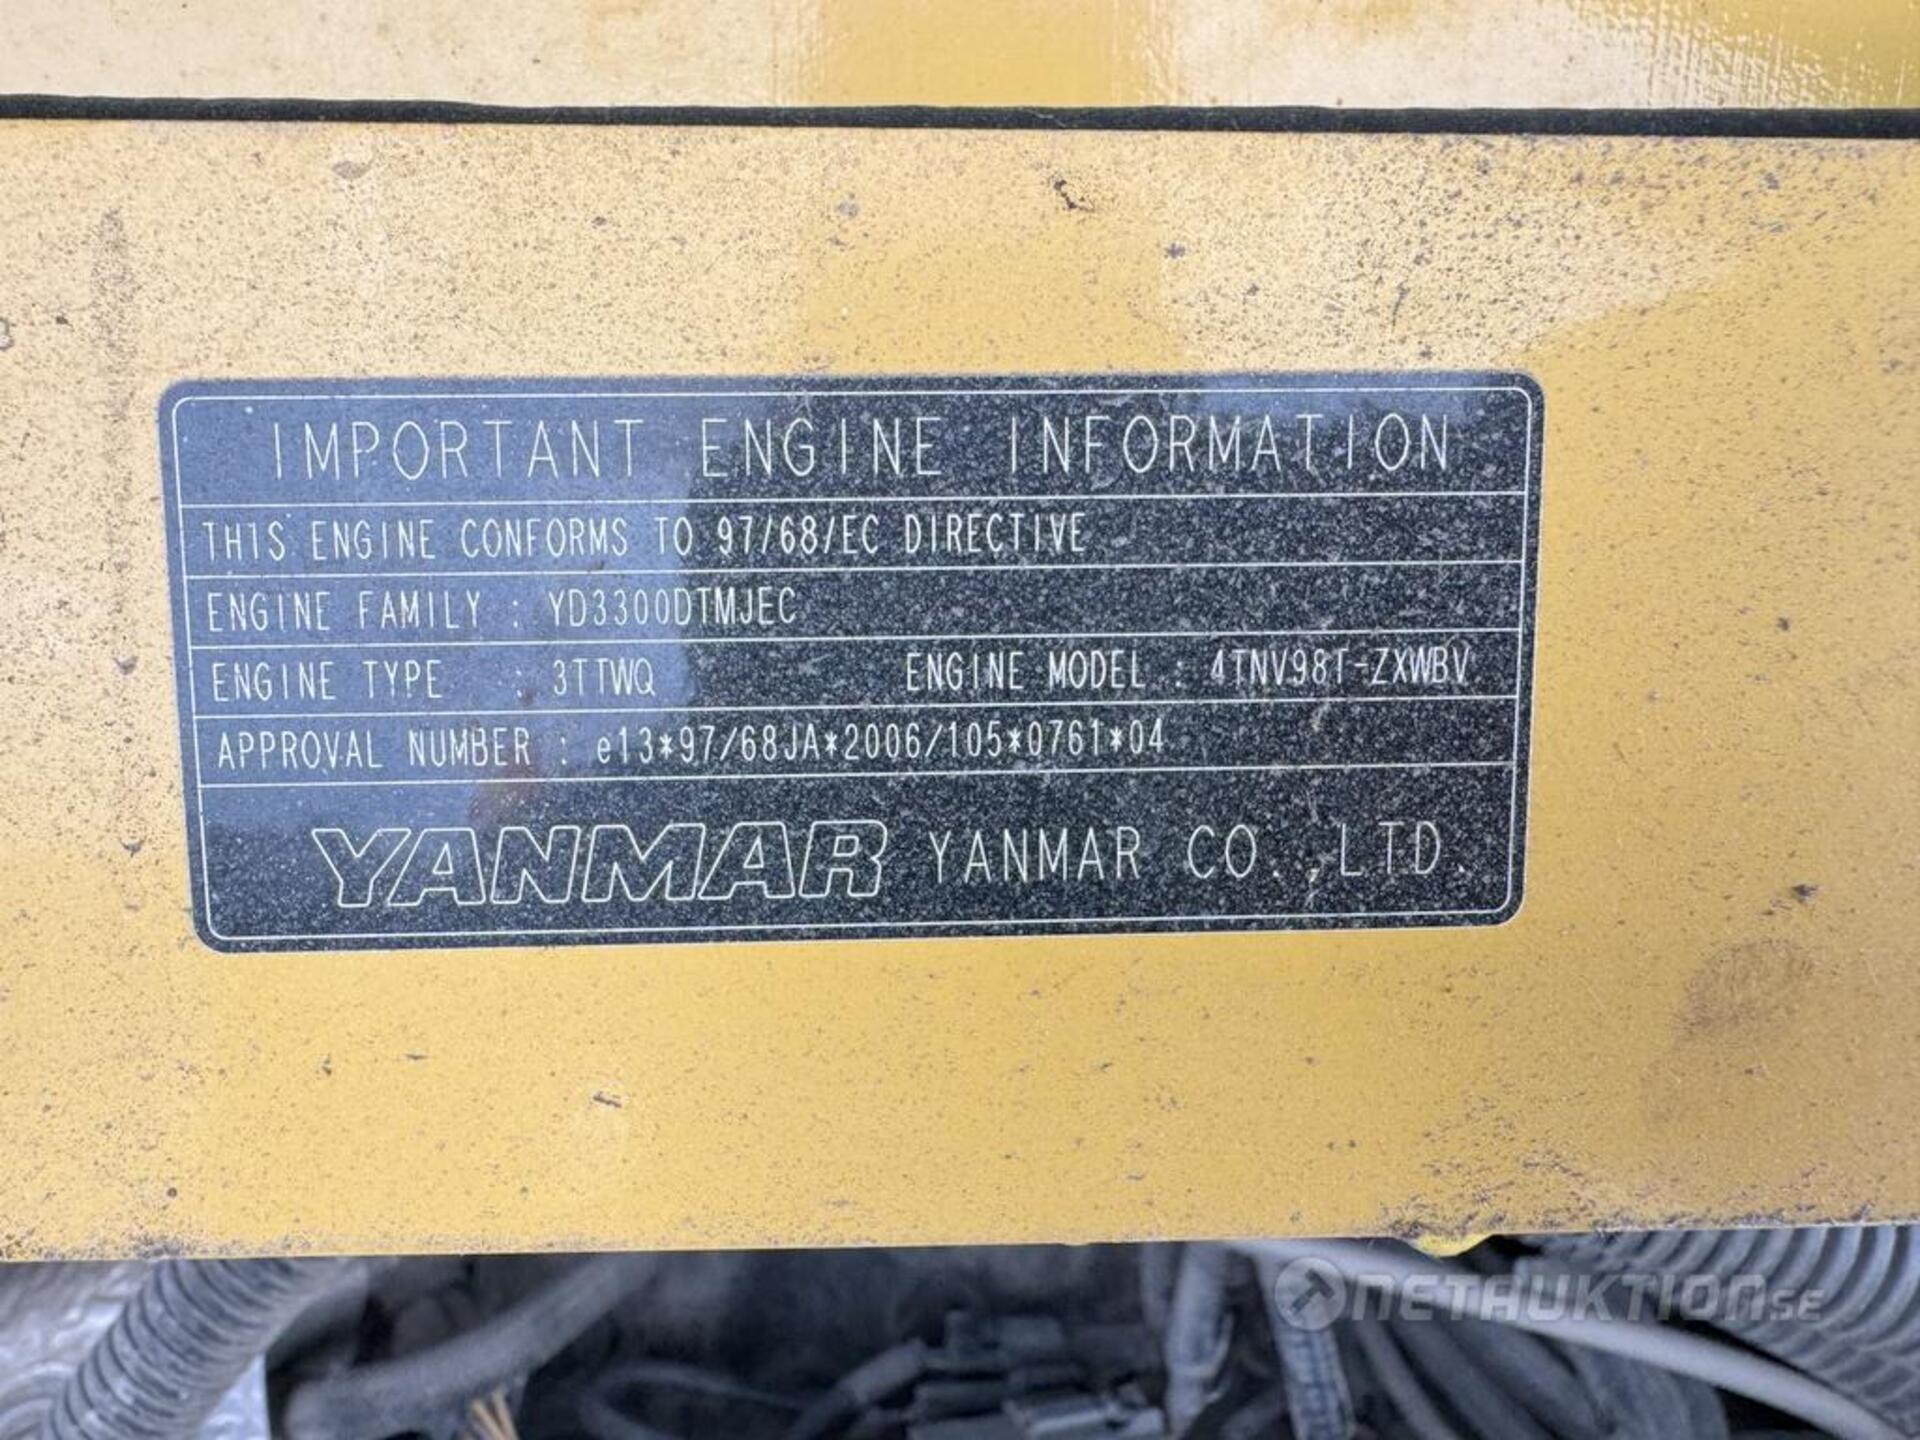 IMPORTANT ENGINE INFORMATION
THIS ENGINE CONFORMS TO 97/68/EC DIRECTIVE
ENGINE FAMILY : YD3300DTMJEC
ENGINE TYPE : 3TTWQ ENGINE MODEL : 4TNV98T-ZXWBV
APPROVAL NUMBER : e13*97/68JA*2006/105*0761*04
YANMAR YANMAR CO.,LTD.
NETAUKTION.SE